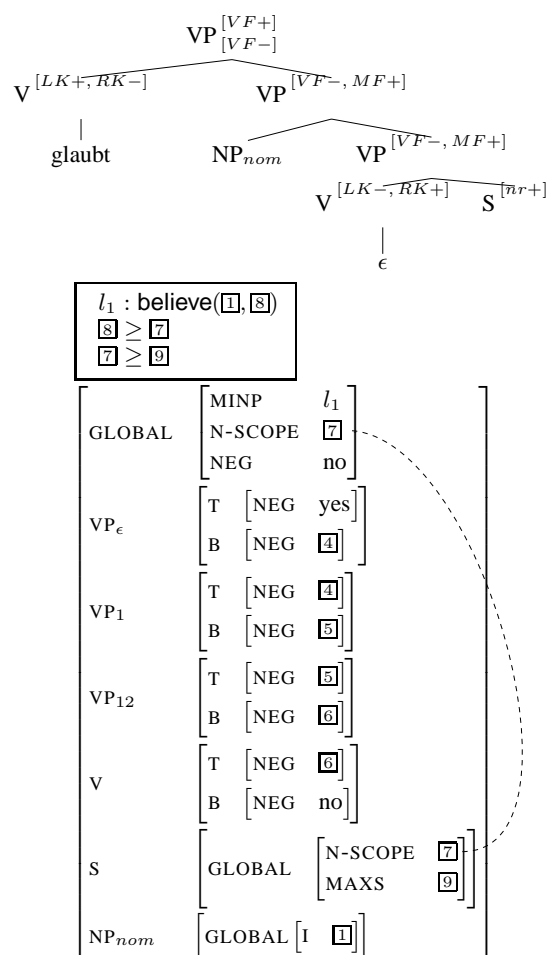 VP[VF+][VF−]
V[LK+,RK−] VP[VF−,MF+]
glaubt NPnom VP[VF−,MF+]
V[LK−,RK+] S[nr+]
ϵ
l1 : believe(1, 8)
8 ≥ 7
7 ≥ 9
MINP l1
GLOBAL N-SCOPE 7
NEG no
T [NEG yes]
VPϵ
B [NEG 4]
T [NEG 4]
VP1
B [NEG 5]
T [NEG 5]
VP12
B [NEG 6]
T [NEG 6]
V
B [NEG no]
N-SCOPE 7
S GLOBAL
MAXS 9
NPnom [GLOBAL [I 1]]